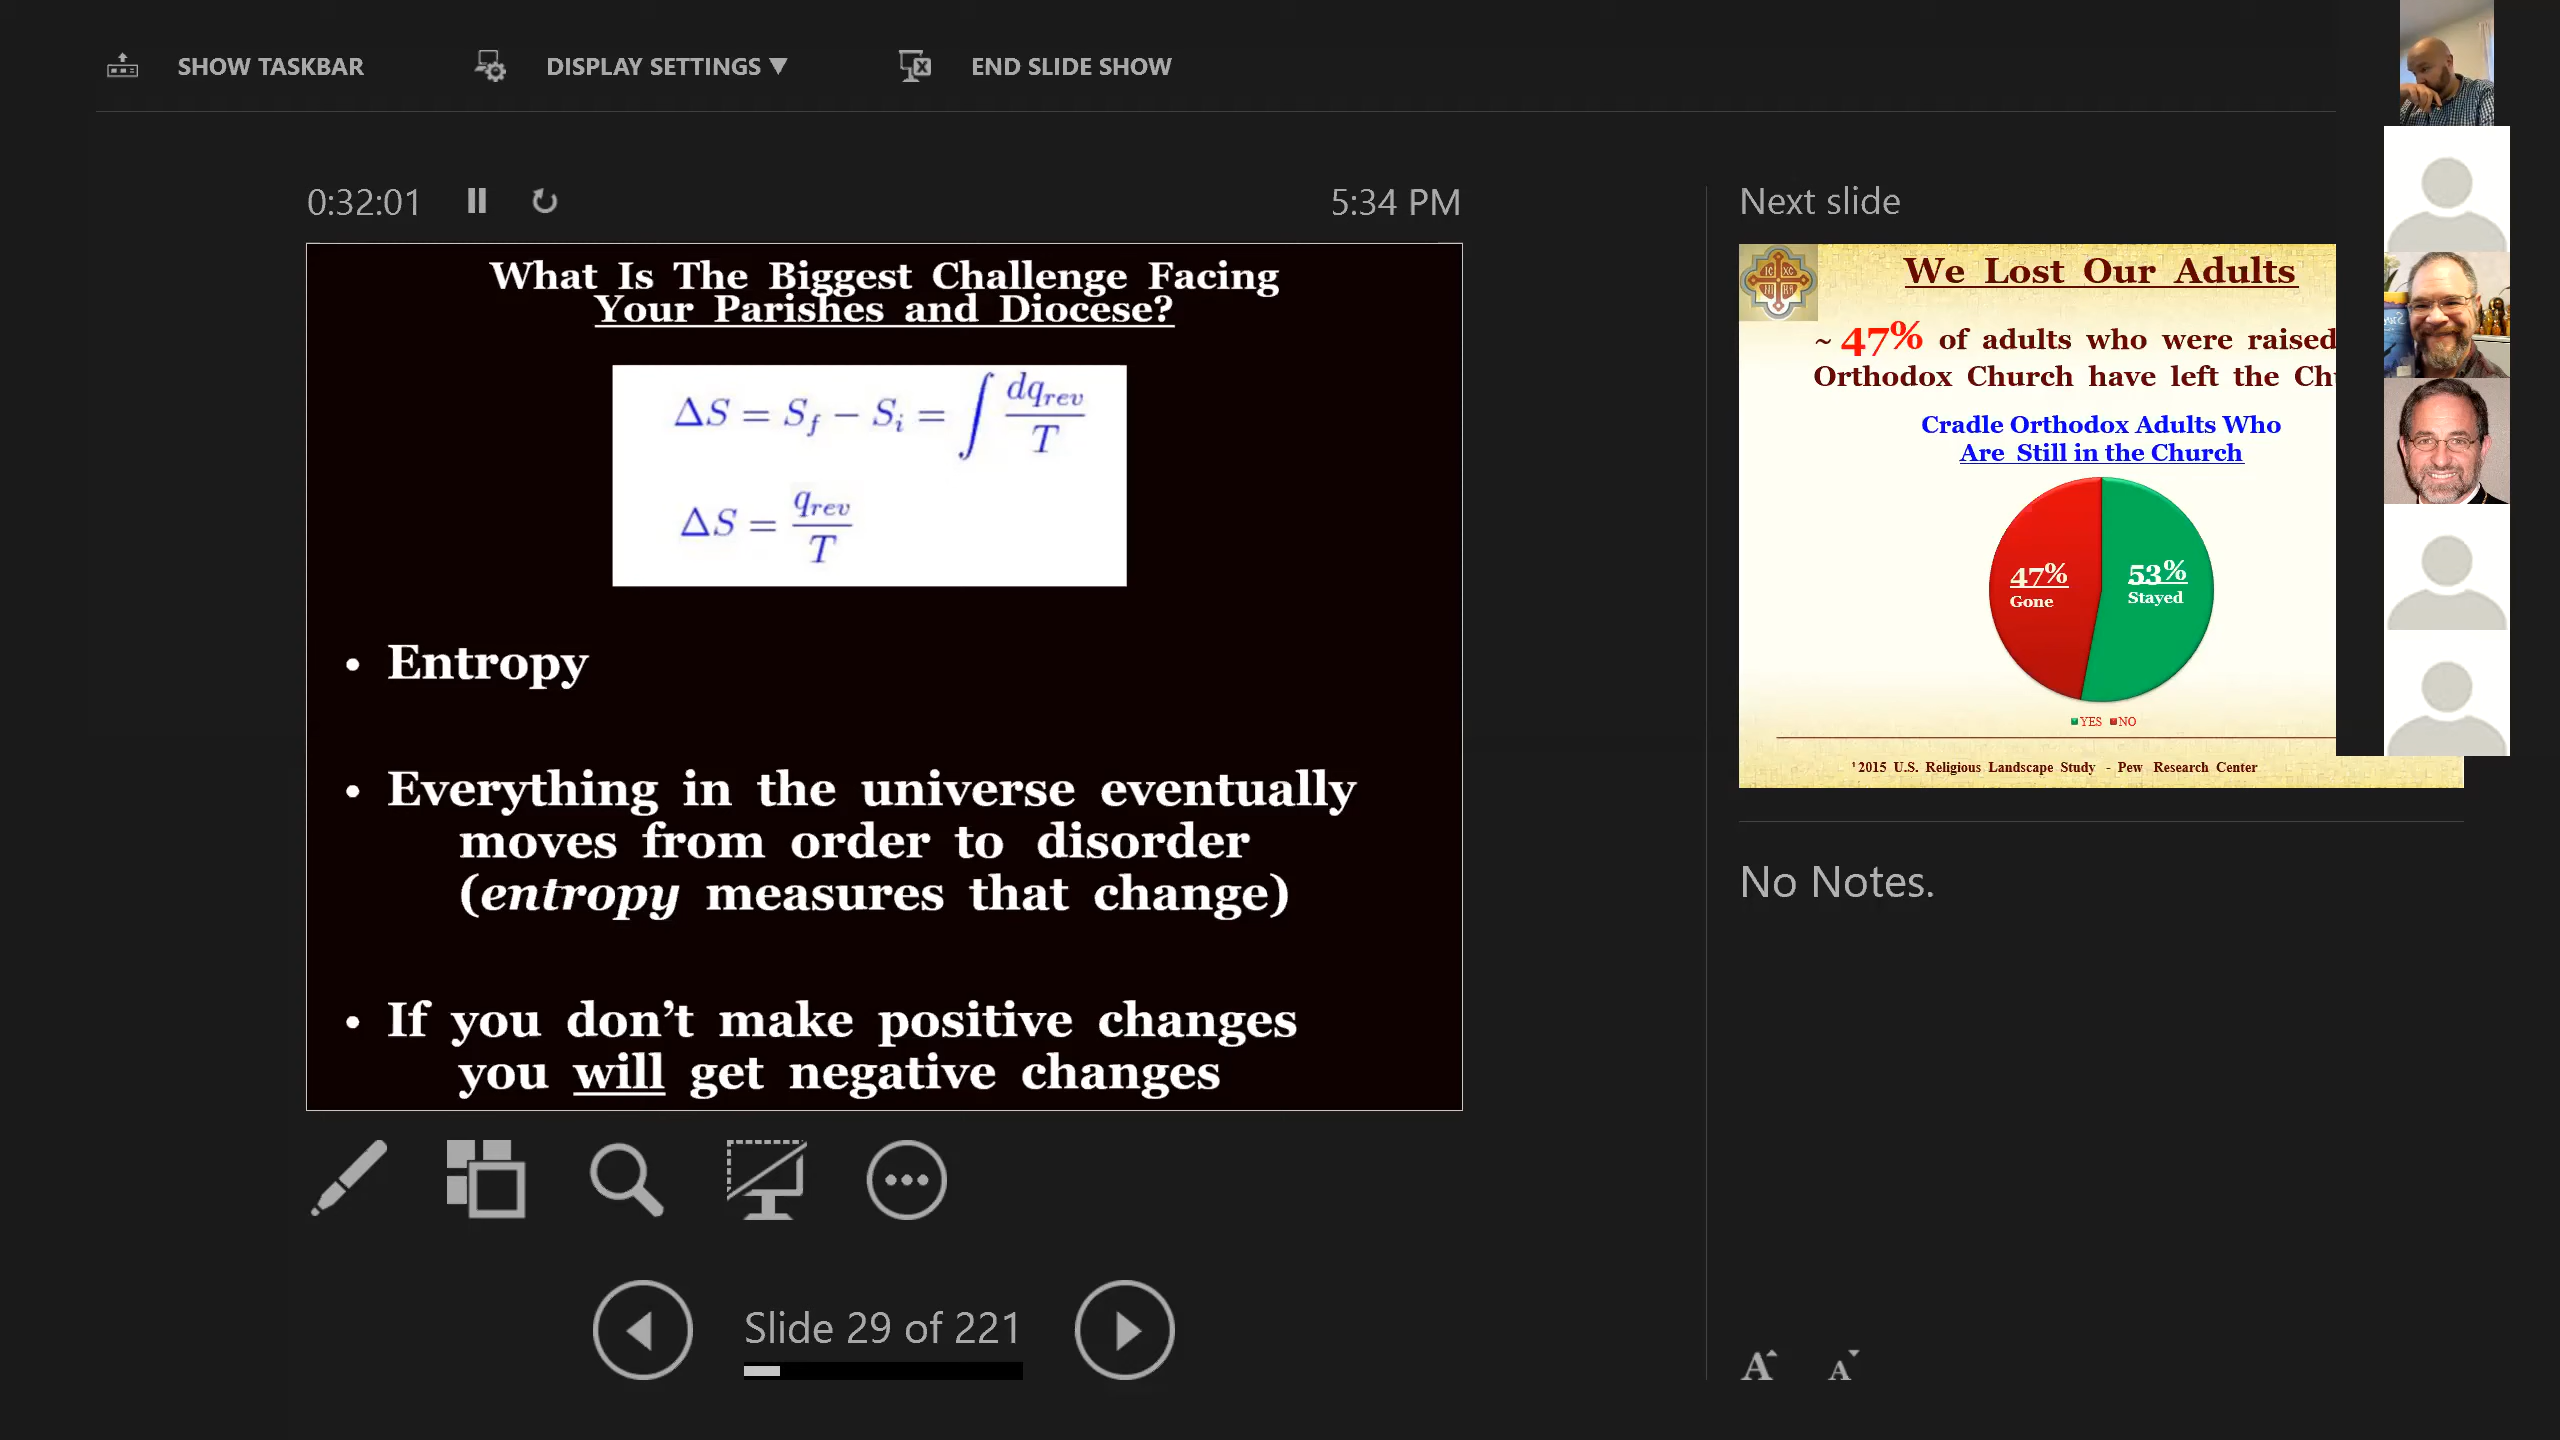 SHOW TASKBAR DISPLAY SETTINGS ▼ END SLIDE SHOW
0:32:01 5:34 PM
What Is The Biggest Challenge Facing
Your Parishes and Diocese?
ΔS = S_f − S_i = ∫ dq_rev / T
ΔS = q_rev / T
• Entropy
• Everything in the universe eventually
moves from order to disorder
(entropy measures that change)
• If you don't make positive changes
you will get negative changes
Slide 29 of 221
Next slide
We Lost Our Adults
~ 47% of adults who were raised
Orthodox Church have left the
Cradle Orthodox Adults Who
Are Still in the Church
47%
Gone
53%
Stayed
YES NO
¹ 2015 U.S. Religious Landscape Study - Pew Research Center
No Notes.
A A